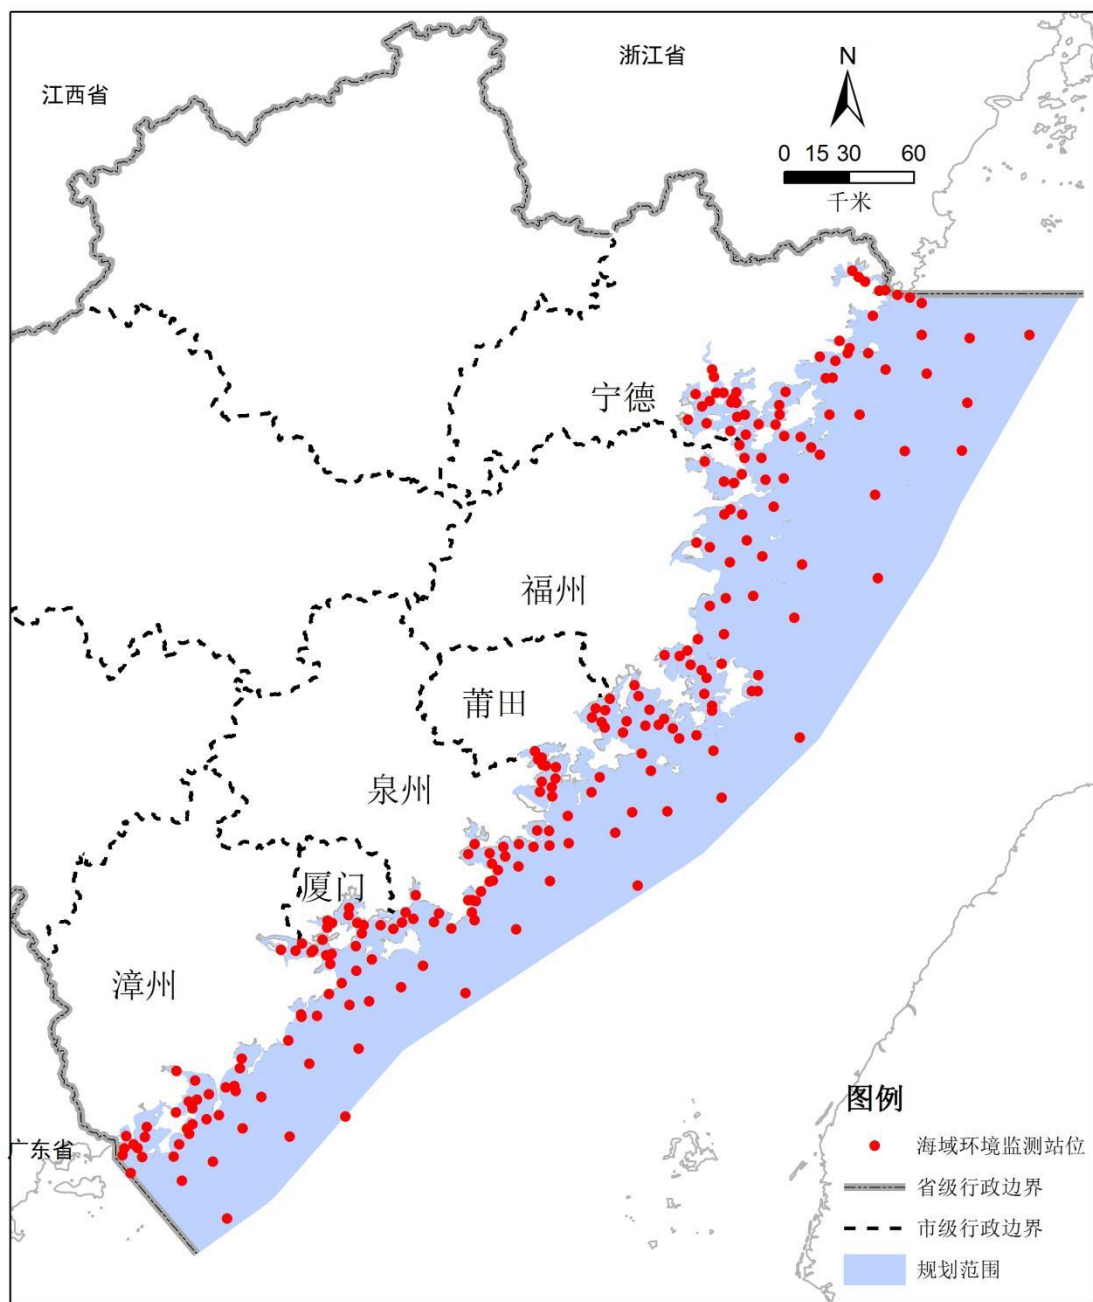 浙江省
江西省
N
0 15 30 60
千米
宁德
福州
莆田
泉州
厦门
漳州
广东省
图例
海域环境监测站位
省级行政边界
市级行政边界
规划范围